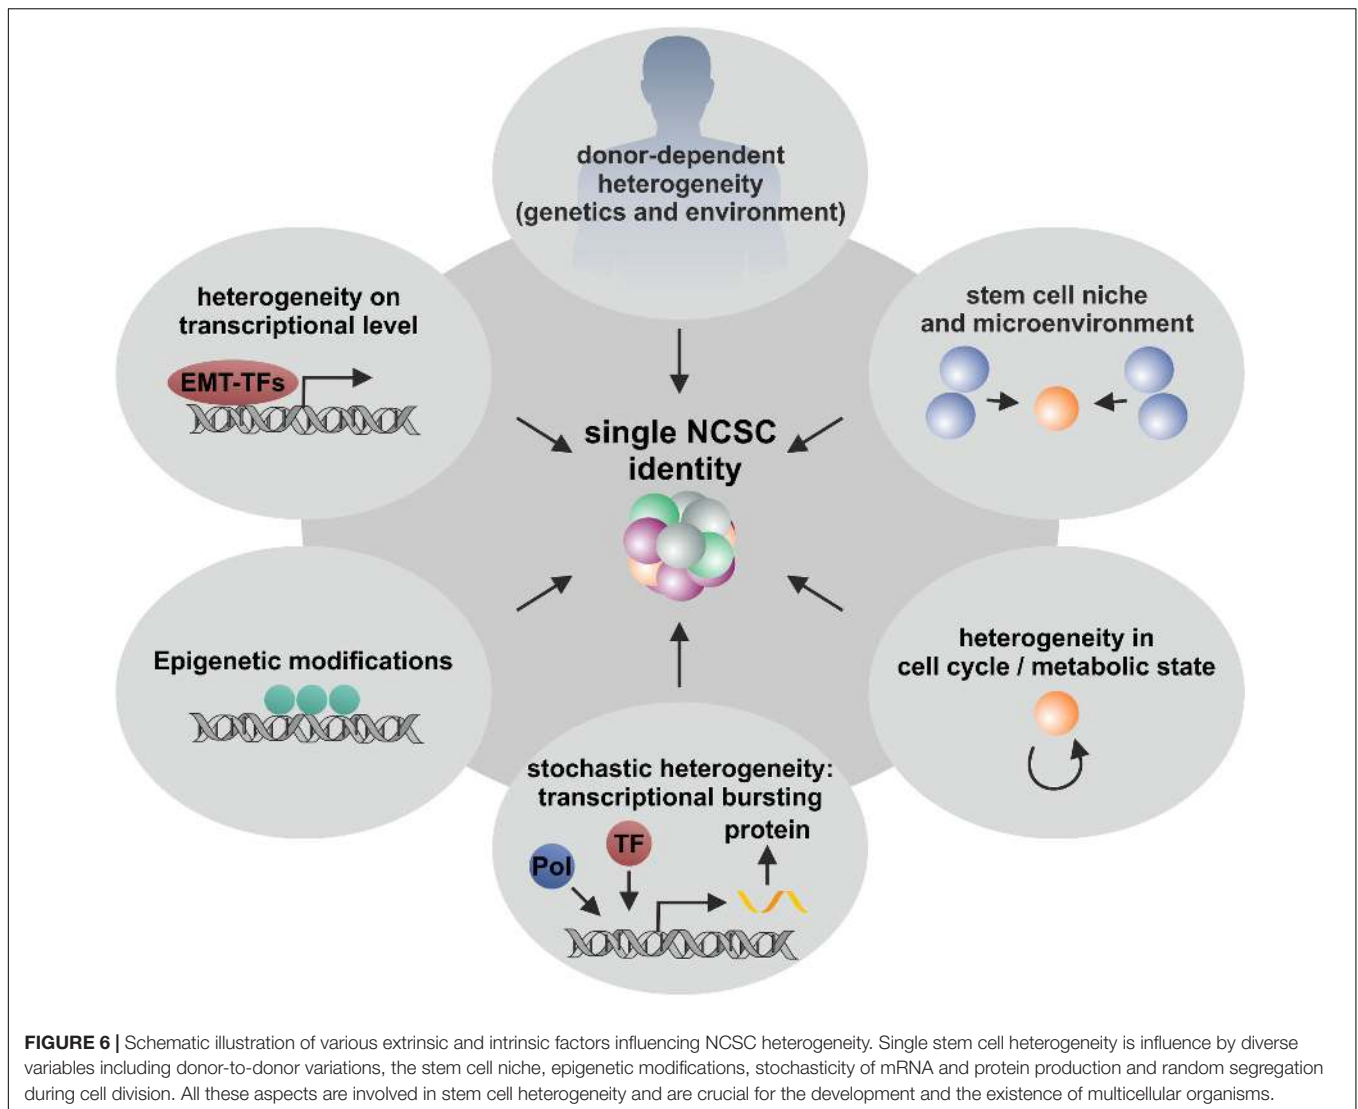 donor-dependent
heterogeneity
(genetics and environment)
heterogeneity on
transcriptional level
EMT-TFs
stem cell niche
and microenvironment
single NCSC
identity
Epigenetic modifications
heterogeneity in
cell cycle / metabolic state
stochastic heterogeneity:
transcriptional bursting
protein
TF
Pol
FIGURE 6 | Schematic illustration of various extrinsic and intrinsic factors influencing NCSC heterogeneity. Single stem cell heterogeneity is influence by diverse
variables including donor-to-donor variations, the stem cell niche, epigenetic modifications, stochasticity of mRNA and protein production and random segregation
during cell division. All these aspects are involved in stem cell heterogeneity and are crucial for the development and the existence of multicellular organisms.